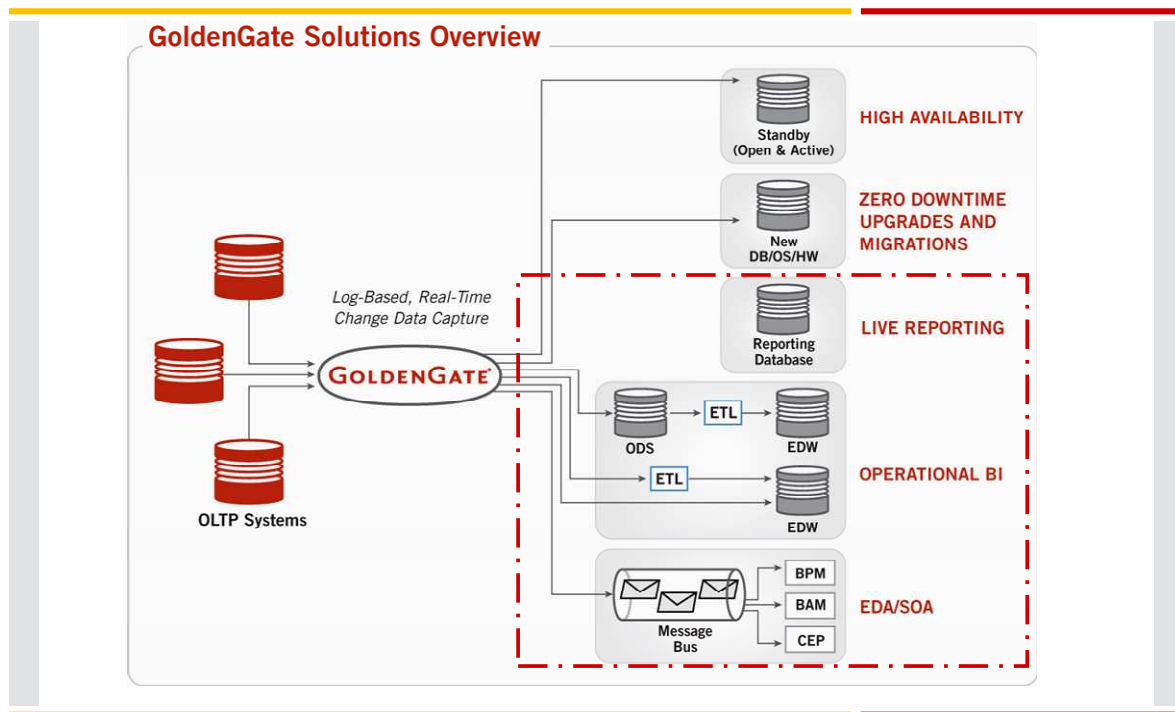 GoldenGate Solutions Overview
Standby
(Open & Active)
HIGH AVAILABILITY
New
DB/OS/HW
ZERO DOWNTIME
UPGRADES AND
MIGRATIONS
Log-Based, Real-Time
Change Data Capture
GOLDENGATE
Reporting
Database
LIVE REPORTING
OLTP Systems
ODS
ETL
EDW
ETL
EDW
OPERATIONAL BI
Message
Bus
BPM
BAM
CEP
EDA/SOA